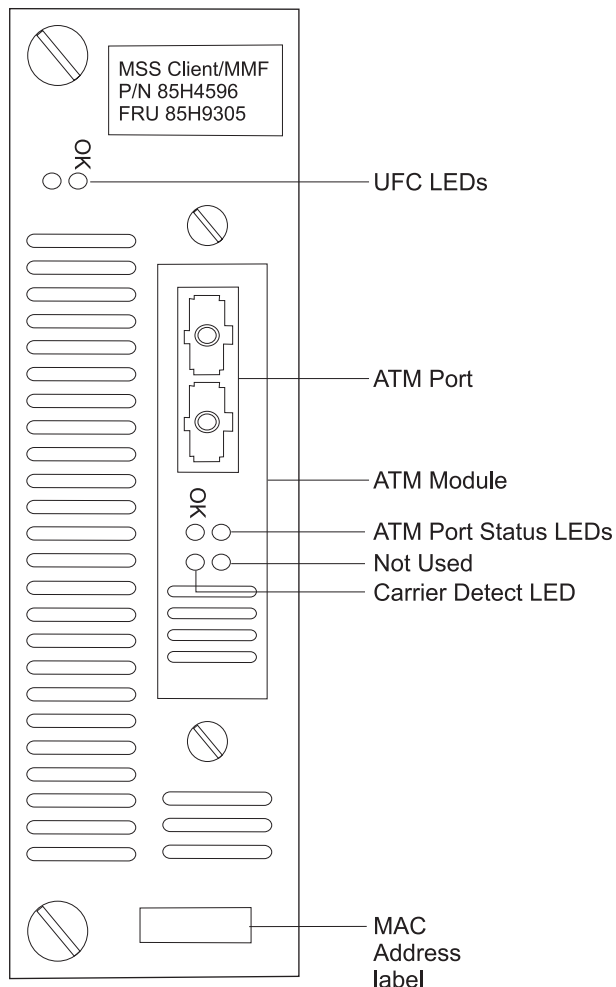 MSS Client/MMF
P/N 85H4596
FRU 85H9305
OK
UFC LEDs
ATM Port
ATM Module
OK
ATM Port Status LEDs
Not Used
Carrier Detect LED
MAC
Address
label